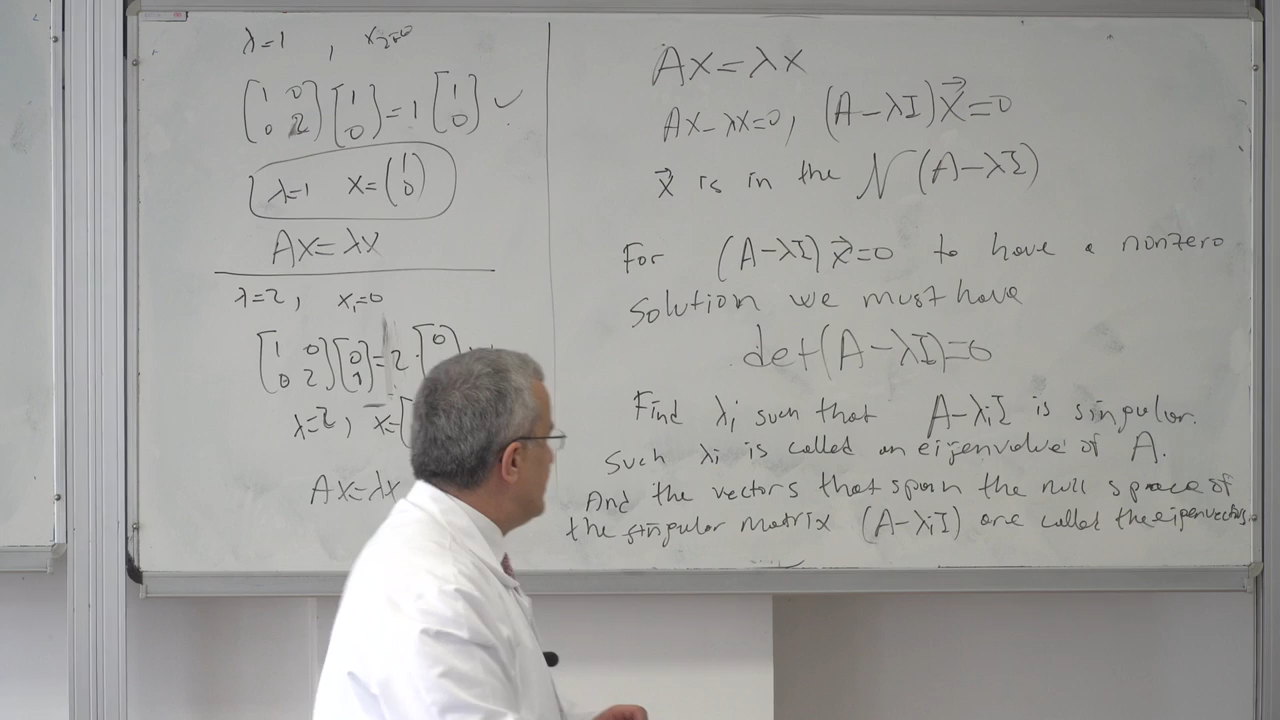 λ=1 , x₂=0
[1 0 0 2] [1 0] = 1 [1 0] ✓
λ=1 x=(1 0)
Ax=λx
λ=2, x₁=0
[1 0 0 2] [0 1] = 2 · [0
λ=2, x=[
Ax=λx
Ax=λx
Ax-λx=0, (A-λI)x⃗=0
x⃗ is in the N(A-λI)
For (A-λI)x⃗=0 to have a nonzero
solution we must have
det(A-λI)=0
Find λᵢ such that A-λᵢI is singular.
Such λᵢ is called an eigenvalue of A.
And the vectors that span the null space of
the singular matrix (A-λᵢI) are called the eigenvectors